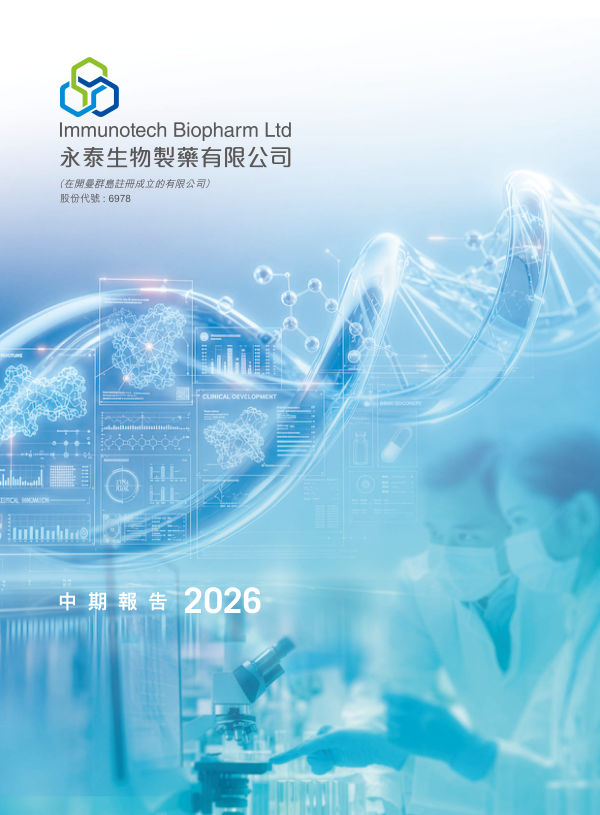 Immunotech Biopharm Ltd
永泰生物製藥有限公司
(在開曼群島註冊成立的有限公司)
股份代號 : 6978
CLINICAL DEVELOPMENT
中期報告 2026